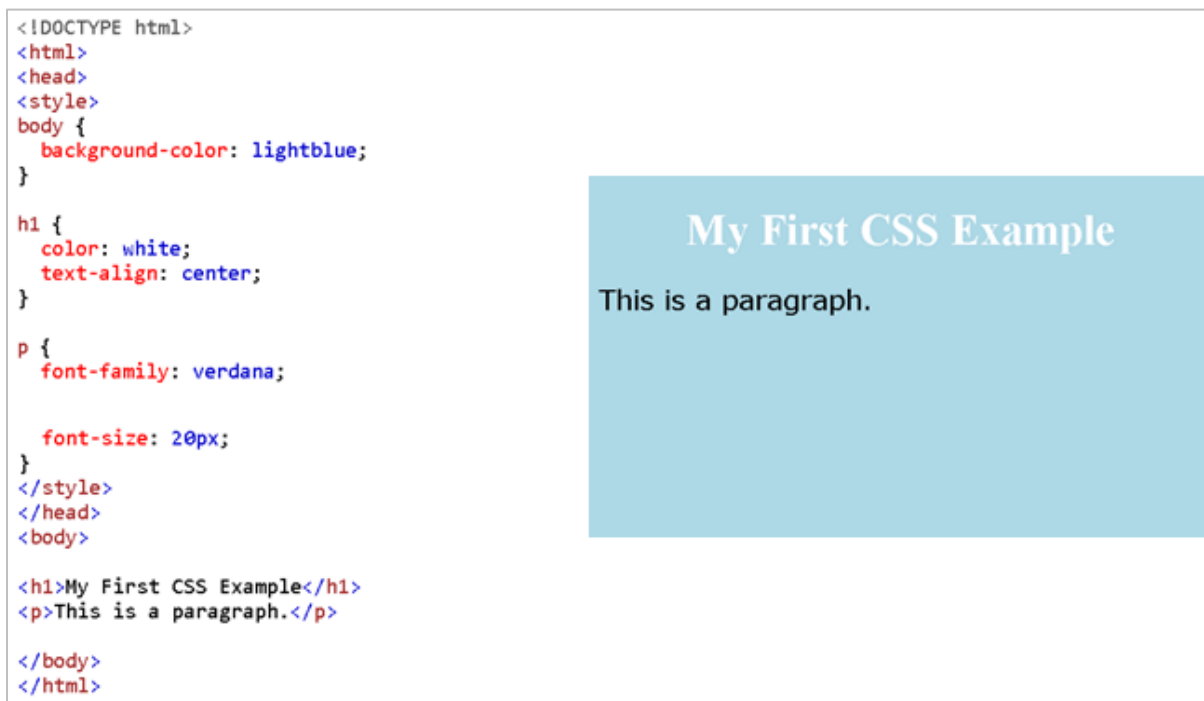 <!DOCTYPE html>
<html>
<head>
<style>
body {
  background-color: lightblue;
}

h1 {
  color: white;
  text-align: center;
}

p {
  font-family: verdana;


  font-size: 20px;
}
</style>
</head>
<body>

<h1>My First CSS Example</h1>
<p>This is a paragraph.</p>

</body>
</html>
My First CSS Example
This is a paragraph.